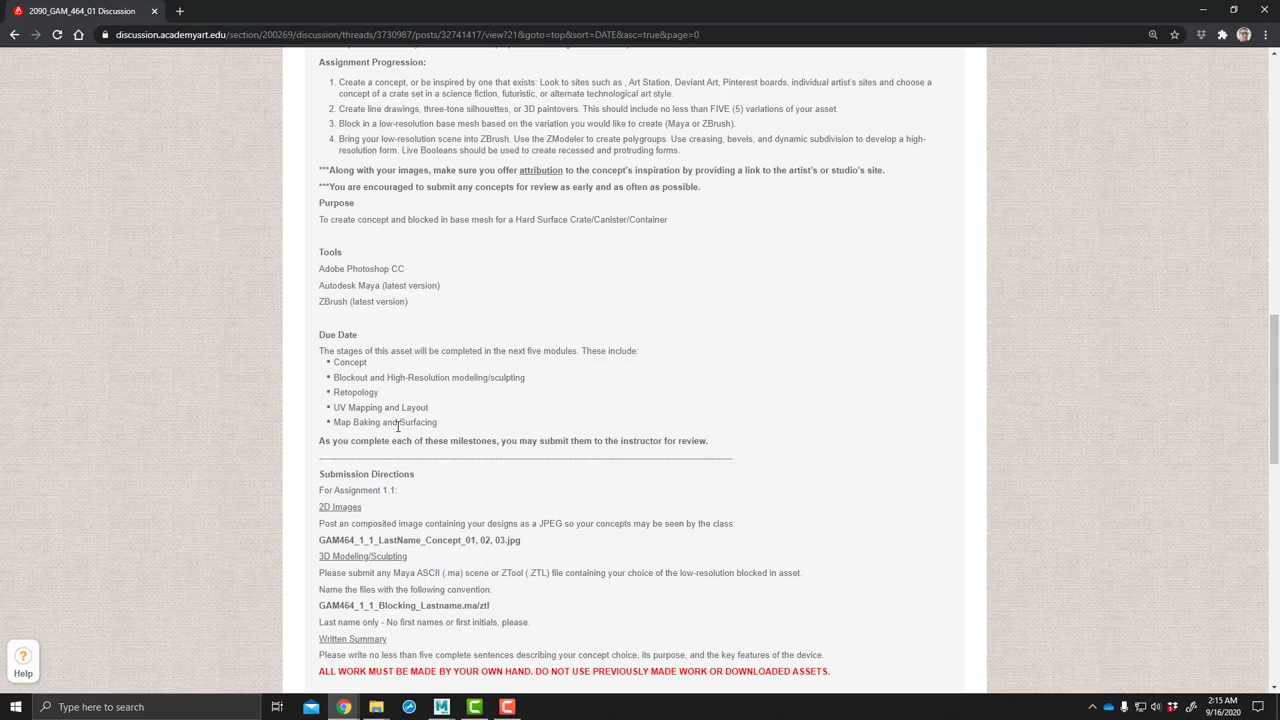 discussion.academyart.edu/section/200269/discussion/threads/3730987/posts/32741417/view?21&goto=top&sort=DATE&asc=true&page=0
Assignment Progression:
1. Create a concept, or be inspired by one that exists: Look to sites such as , Art Station, Deviant Art, Pinterest boards, individual artist's sites and choose a
concept of a crate set in a science fiction, futuristic, or alternate technological art style.
2. Create line drawings, three-tone silhouettes, or 3D paintovers. This should include no less than FIVE (5) variations of your asset.
3. Block in a low-resolution base mesh based on the variation you would like to create (Maya or ZBrush).
4. Bring your low-resolution scene into ZBrush. Use the ZModeler to create polygroups. Use creasing, bevels, and dynamic subdivision to develop a high-
resolution form. Live Booleans should be used to create recessed and protruding forms.
***Along with your images, make sure you offer attribution to the concept's inspiration by providing a link to the artist's or studio's site.
***You are encouraged to submit any concepts for review as early and as often as possible.
Purpose
To create concept and blocked in base mesh for a Hard Surface Crate/Canister/Container
Tools
Adobe Photoshop CC
Autodesk Maya (latest version)
ZBrush (latest version)
Due Date
The stages of this asset will be completed in the next five modules. These include:
▪ Concept
▪ Blockout and High-Resolution modeling/sculpting
▪ Retopology
▪ UV Mapping and Layout
▪ Map Baking and Surfacing
As you complete each of these milestones, you may submit them to the instructor for review.
--------------------------------------------------------------------------------------------------------------------------------------------
Submission Directions
For Assignment 1.1:
2D Images
Post an composited image containing your designs as a JPEG so your concepts may be seen by the class:
GAM464_1_1_LastName_Concept_01, 02, 03.jpg
3D Modeling/Sculpting
Please submit any Maya ASCII (.ma) scene or ZTool (.ZTL) file containing your choice of the low-resolution blocked in asset.
Name the files with the following convention:
GAM464_1_1_Blocking_Lastname.ma/ztl
Last name only - No first names or first initials, please.
Written Summary
Please write no less than five complete sentences describing your concept choice, its purpose, and the key features of the device.
ALL WORK MUST BE MADE BY YOUR OWN HAND. DO NOT USE PREVIOUSLY MADE WORK OR DOWNLOADED ASSETS.
?
Help
Type here to search
2:15 AM
9/16/2020